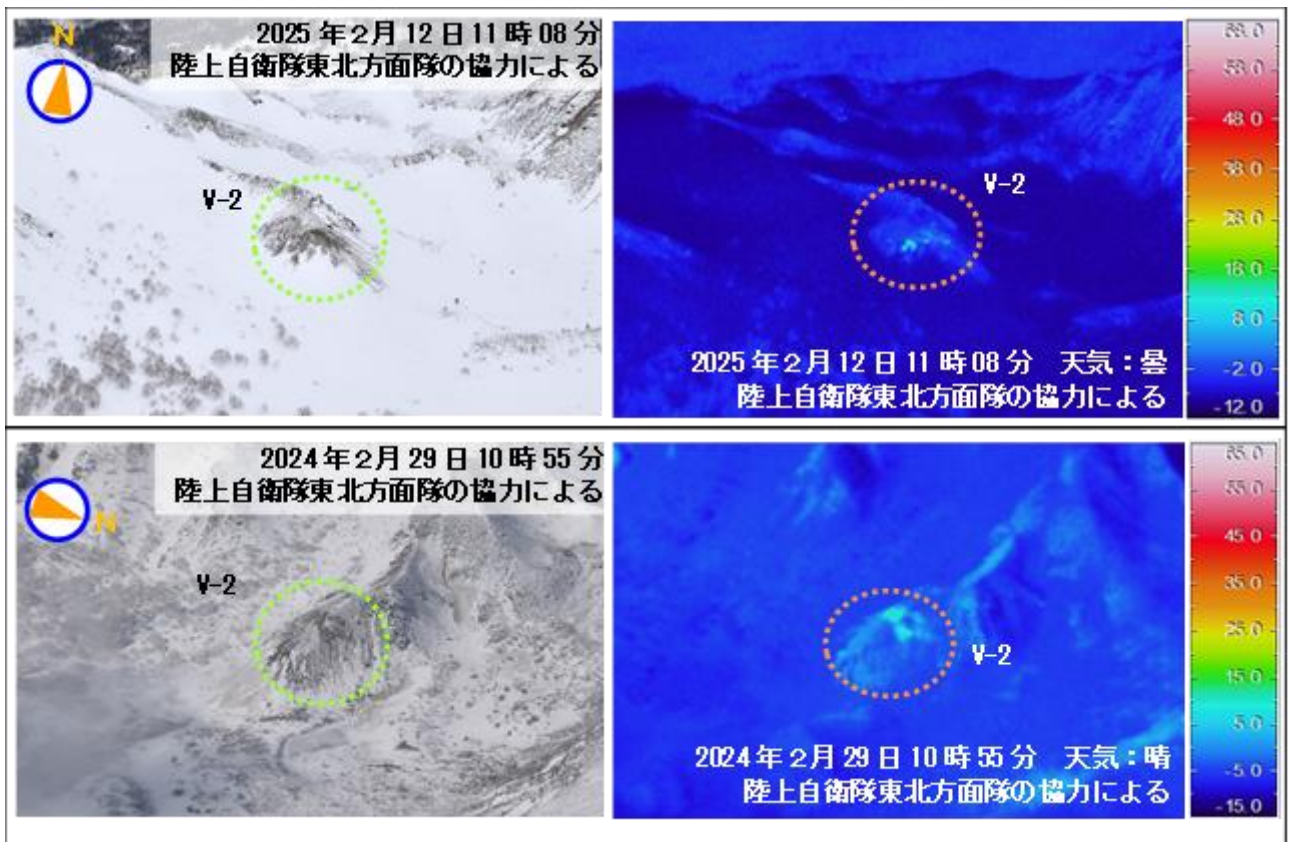 N
2025年2月12日11時08分
陸上自衛隊東北方面隊の協力による
V-2
V-2
2025年2月12日11時08分 天気：曇
陸上自衛隊東北方面隊の協力による
48.0
38.0
28.0
18.0
8.0
-2.0
-12.0
N
2024年2月29日10時55分
陸上自衛隊東北方面隊の協力による
V-2
V-2
2024年2月29日10時55分 天気：晴
陸上自衛隊東北方面隊の協力による
55.0
45.0
35.0
25.0
15.0
5.0
-5.0
-15.0